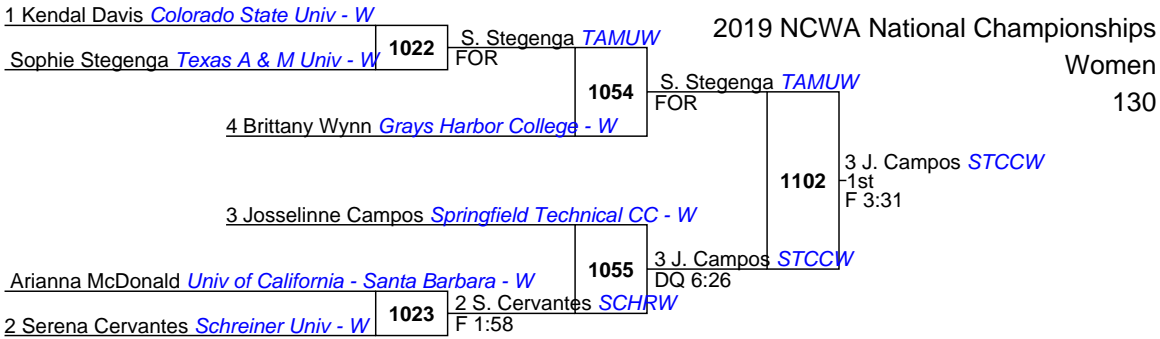 1 Kendal Davis Colorado State Univ - W
Sophie Stegenga Texas A & M Univ - W
1022
S. Stegenga TAMUW
FOR
4 Brittany Wynn Grays Harbor College - W
1054
S. Stegenga TAMUW
FOR
3 Josselinne Campos Springfield Technical CC - W
Arianna McDonald Univ of California - Santa Barbara - W
2 Serena Cervantes Schreiner Univ - W
1023
2 S. Cervantes SCHRW
F 1:58
1055
3 J. Campos STCCW
DQ 6:26
1102
3 J. Campos STCCW
1st
F 3:31
2019 NCWA National Championships
Women
130